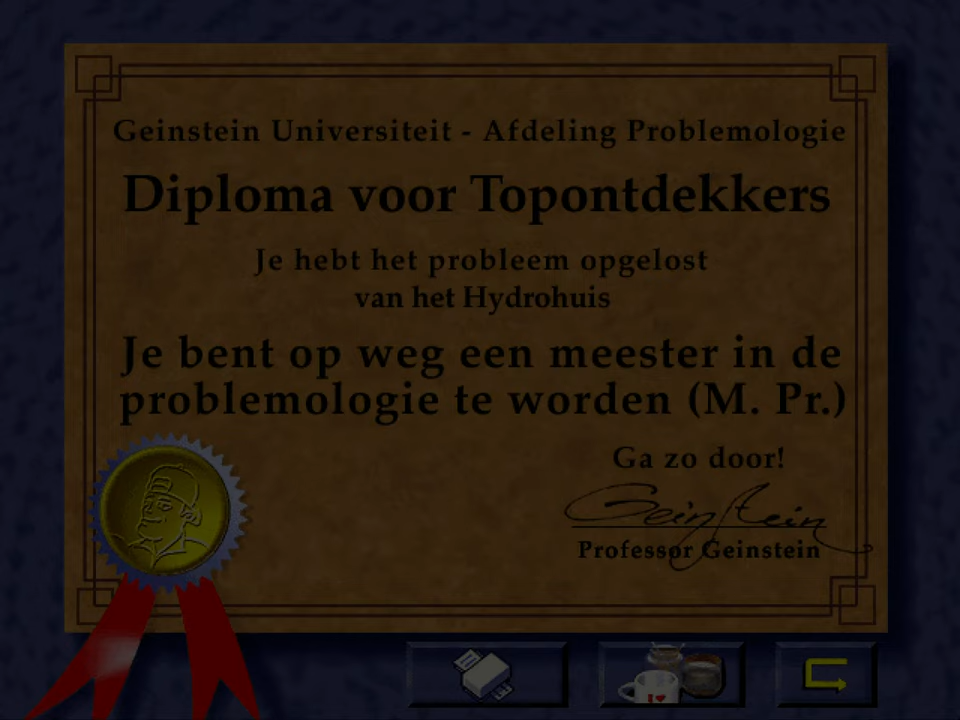 Geinstein Universiteit - Afdeling Problemologie
Diploma voor Topontdekkers
Je hebt het probleem opgelost
van het Hydrohuis
Je bent op weg een meester in de
problemologie te worden (M. Pr.)
Ga zo door!
Geinstein
Professor Geinstein
I ♥